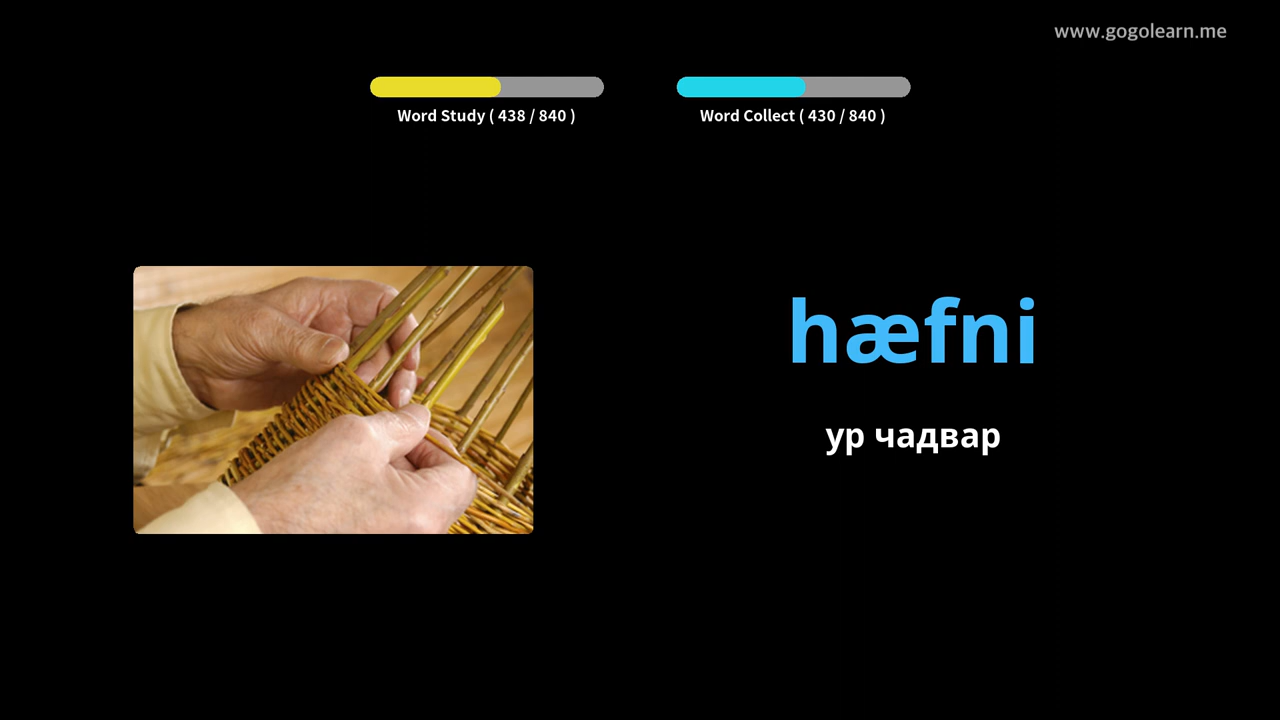 www.gogolearn.me
Word Study ( 438 / 840 )
Word Collect ( 430 / 840 )
hæfni
ур чадвар